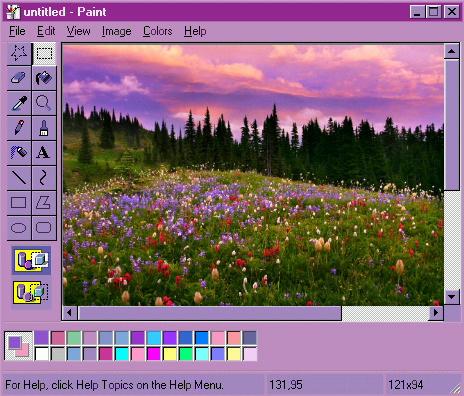 untitled - Paint
File Edit View Image Colors Help
A
For Help, click Help Topics on the Help Menu. 131,95 121x94